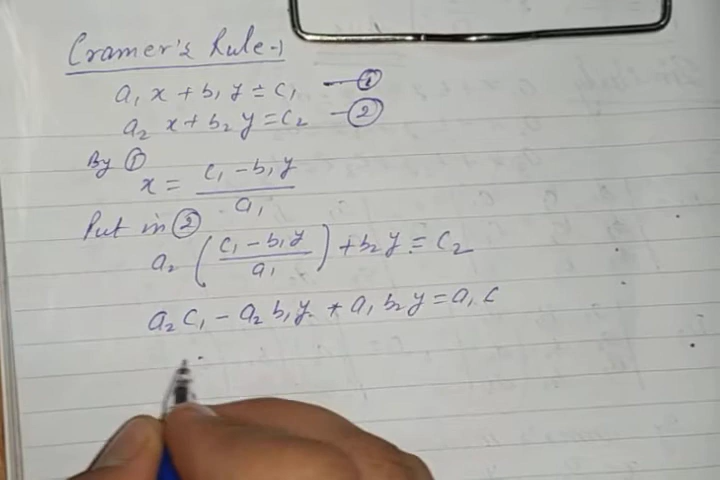 Cramer's Rule:-
a₁ x + b₁ y = c₁ — ①
a₂ x + b₂ y = c₂ — ②
By ①
x = (c₁ - b₁ y)/a₁
Put in ②
a₂ ((c₁ - b₁ y)/a₁) + b₂ y = c₂
a₂ c₁ - a₂ b₁ y + a₁ b₂ y = a₁ c